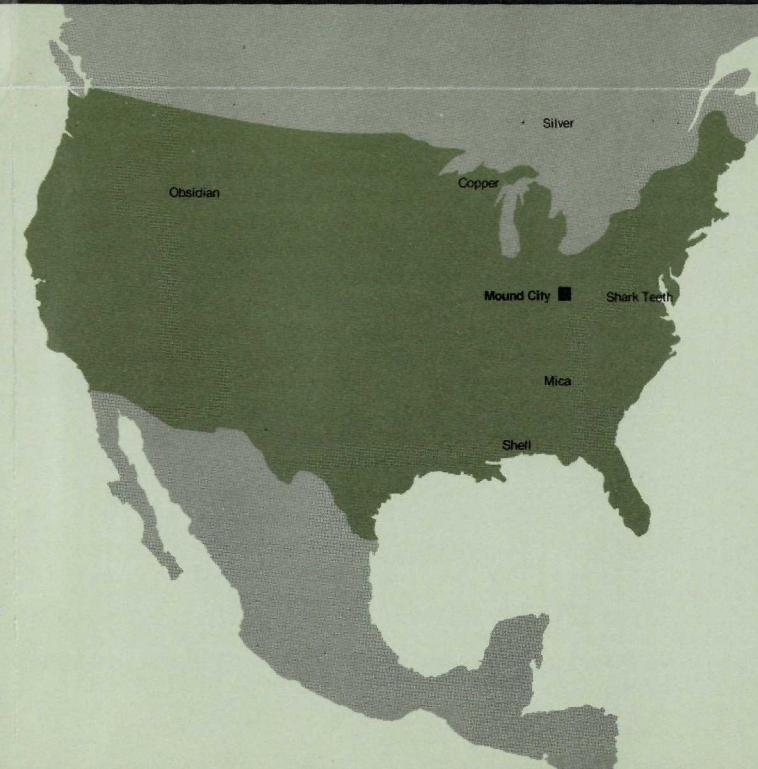 Silver
Copper
Obsidian
Mound City
Shark Teeth
Mica
Shell